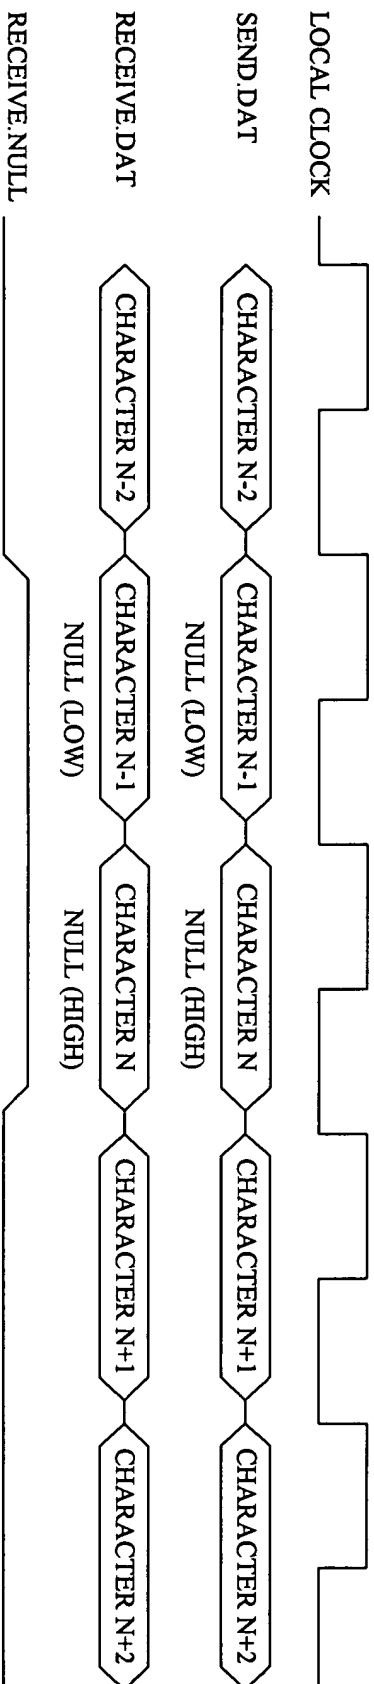 LOCAL CLOCK
SEND.DAT
CHARACTER N-2
CHARACTER N-1
CHARACTER N
CHARACTER N+1
CHARACTER N+2
NULL (LOW)
NULL (HIGH)
RECEIVE.DAT
CHARACTER N-2
CHARACTER N-1
CHARACTER N
CHARACTER N+1
CHARACTER N+2
NULL (LOW)
NULL (HIGH)
RECEIVE.NULL